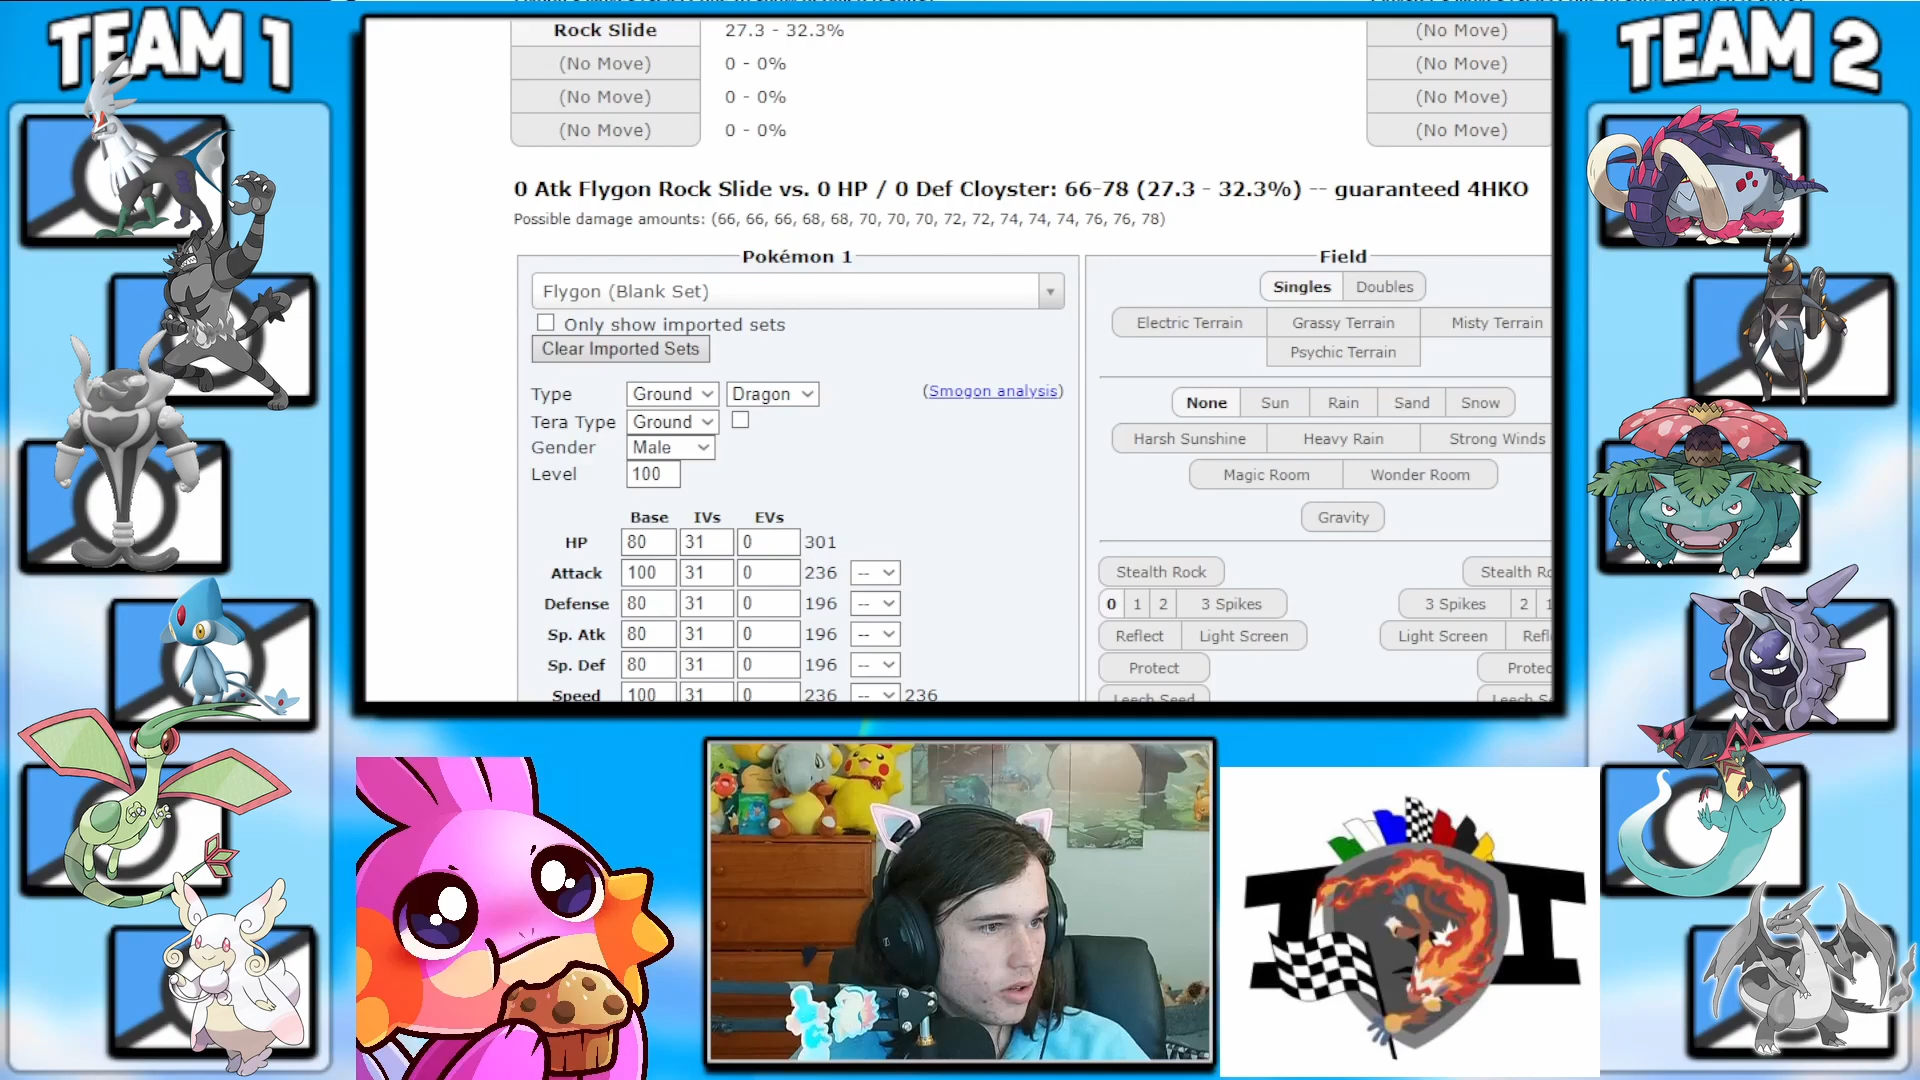 TEAM 1
TEAM 2
Rock Slide 27.3 - 32.3% (No Move)
(No Move) 0 - 0% (No Move)
(No Move) 0 - 0% (No Move)
(No Move) 0 - 0% (No Move)
0 Atk Flygon Rock Slide vs. 0 HP / 0 Def Cloyster: 66-78 (27.3 - 32.3%) -- guaranteed 4HKO
Possible damage amounts: (66, 66, 66, 68, 68, 70, 70, 70, 72, 72, 74, 74, 74, 76, 76, 78)
Pokémon 1
Flygon (Blank Set)
Only show imported sets
Clear Imported Sets
Type Ground Dragon (Smogon analysis)
Tera Type Ground
Gender Male
Level 100
Base IVs EVs
HP 80 31 0 301
Attack 100 31 0 236 --
Defense 80 31 0 196 --
Sp. Atk 80 31 0 196 --
Sp. Def 80 31 0 196 --
Speed 100 31 0 236 -- 236
Field
Singles Doubles
Electric Terrain Grassy Terrain Misty Terrain
Psychic Terrain
None Sun Rain Sand Snow
Harsh Sunshine Heavy Rain Strong Winds
Magic Room Wonder Room
Gravity
Stealth Rock Stealth Ro
0 1 2 3 Spikes 3 Spikes 2 1
Reflect Light Screen Light Screen Refl
Protect Protec
Leech Seed Leech S